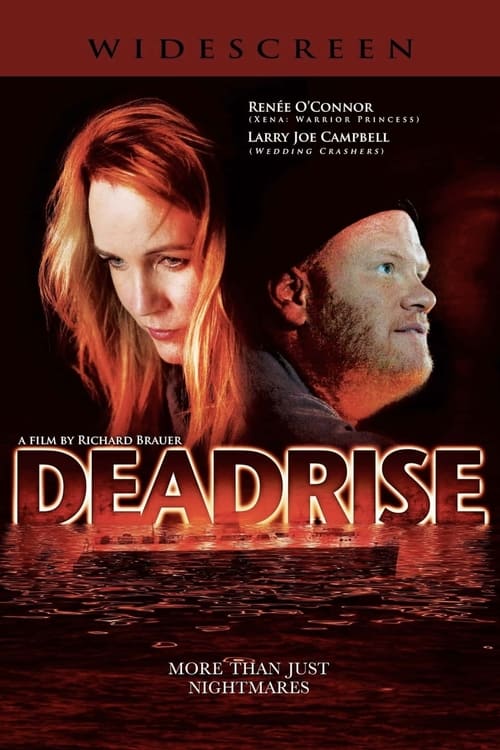 WIDESCREEN
RENÉE O'CONNOR
(XENA: WARRIOR PRINCESS)
LARRY JOE CAMPBELL
(WEDDING CRASHERS)
A FILM BY RICHARD BRAUER
DEADRISE
MORE THAN JUST
NIGHTMARES